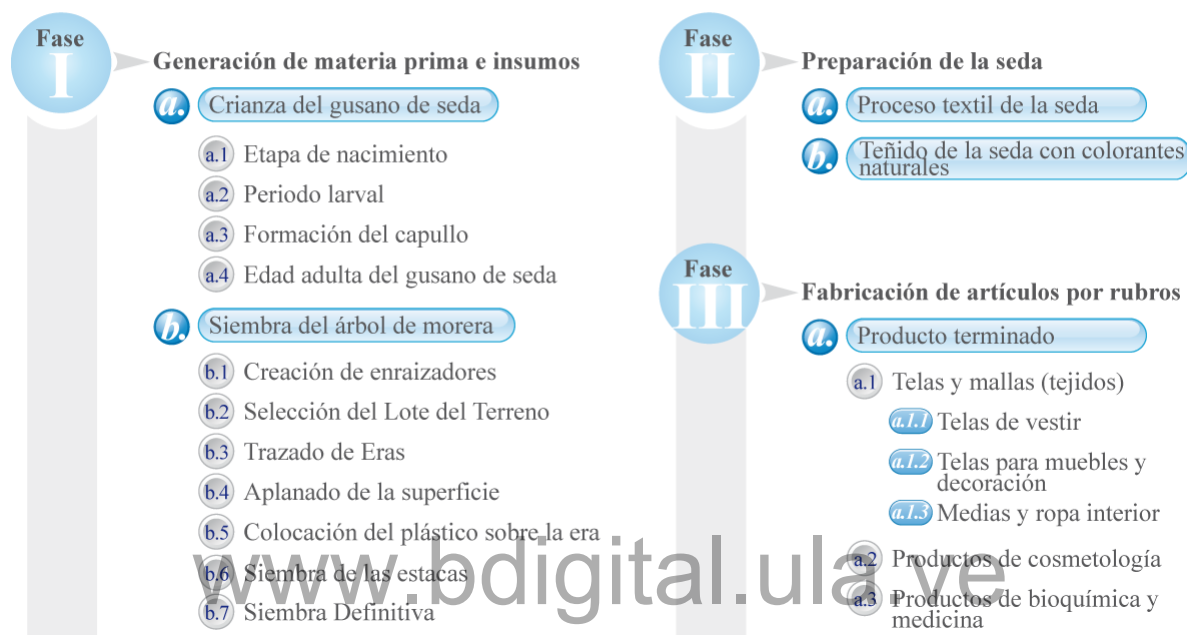 Fase
I
Generación de materia prima e insumos
a. Crianza del gusano de seda
a.1 Etapa de nacimiento
a.2 Periodo larval
a.3 Formación del capullo
a.4 Edad adulta del gusano de seda
b. Siembra del árbol de morera
b.1 Creación de enraizadores
b.2 Selección del Lote del Terreno
b.3 Trazado de Eras
b.4 Aplanado de la superficie
b.5 Colocación del plástico sobre la era
b.6 Siembra de las estacas
b.7 Siembra Definitiva
Fase
II
Preparación de la seda
a. Proceso textil de la seda
b. Teñido de la seda con colorantes
naturales
Fase
III
Fabricación de artículos por rubros
a. Producto terminado
a.1 Telas y mallas (tejidos)
a.1.1 Telas de vestir
a.1.2 Telas para muebles y
decoración
a.1.3 Medias y ropa interior
a.2 Productos de cosmetología
a.3 Productos de bioquímica y
medicina
www.bdigital.ula.ve